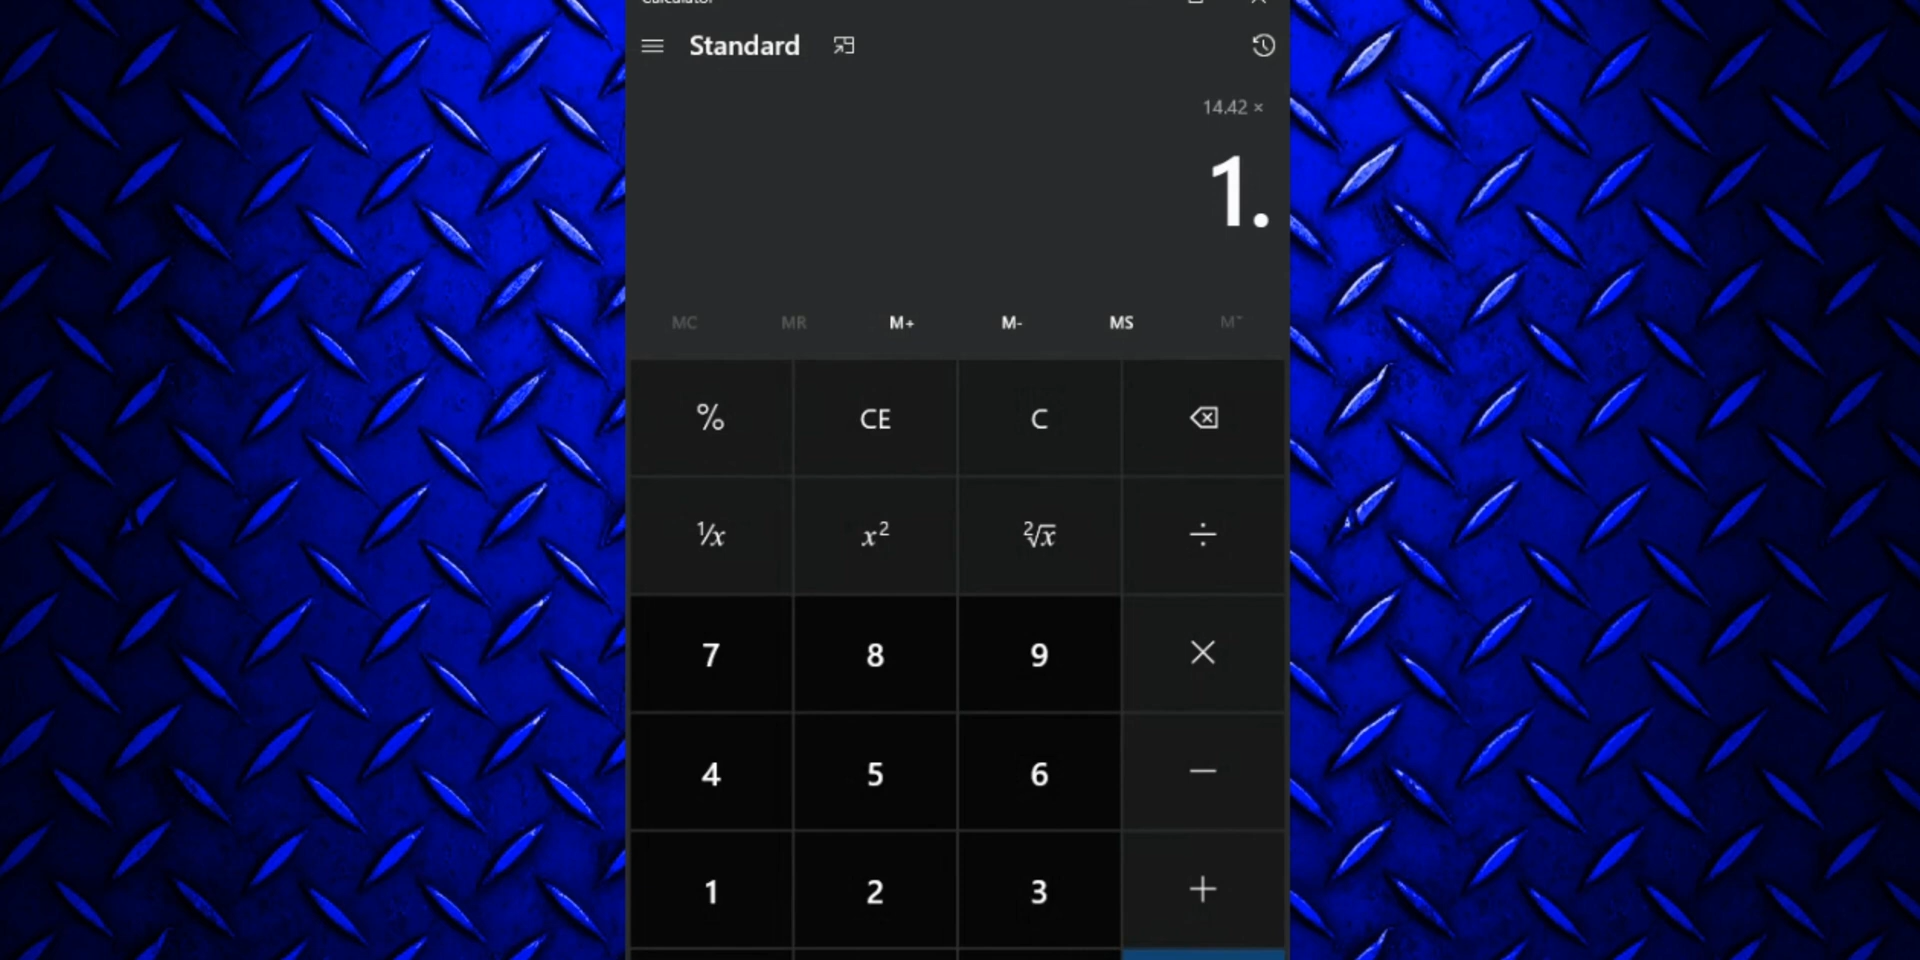 Calculator
Standard
14.42 ×
1.
MC MR M+ M- MS M˅
% CE C
¹/x x² ²√x ÷
7 8 9 ×
4 5 6 −
1 2 3 +